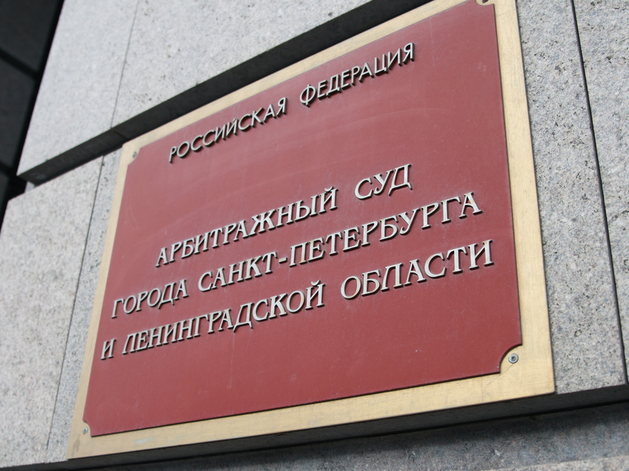 РОССИЙСКАЯ ФЕДЕРАЦИЯ
АРБИТРАЖНЫЙ СУД
ГОРОДА САНКТ-ПЕТЕРБУРГА
И ЛЕНИНГРАДСКОЙ ОБЛАСТИ